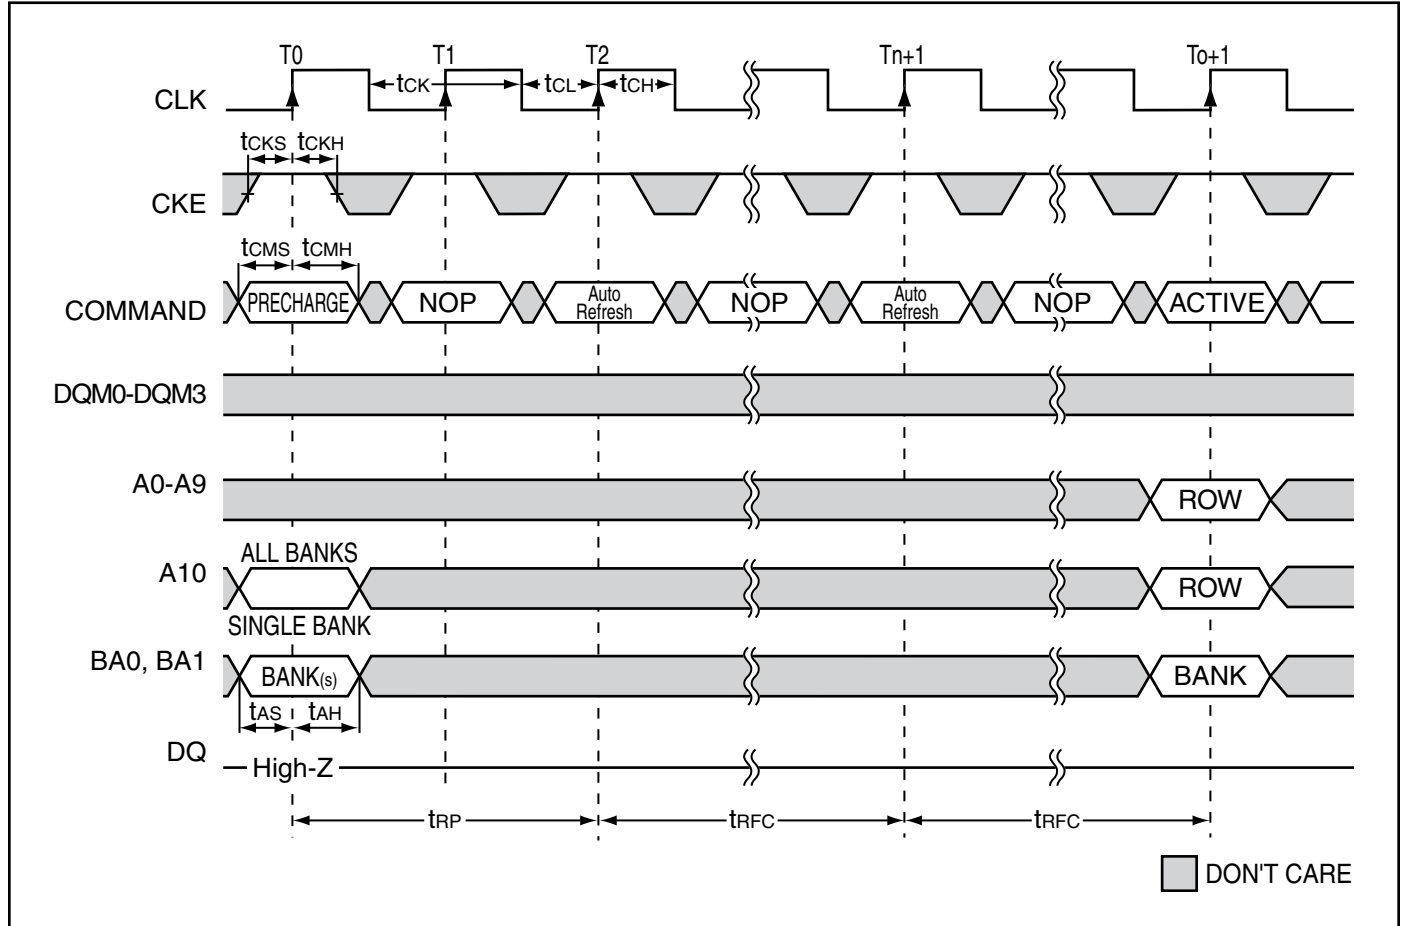 T0 T1 T2 Tn+1 To+1
CLK tCK tCL tCH
tCKS tCKH
CKE
tCMS tCMH
COMMAND PRECHARGE NOP Auto Refresh NOP Auto Refresh NOP ACTIVE
DQM0-DQM3
A0-A9 ROW
ALL BANKS
A10 ROW
SINGLE BANK
BA0, BA1 BANK(s) BANK
tAS tAH
DQ High-Z
tRP tRFC tRFC
DON'T CARE